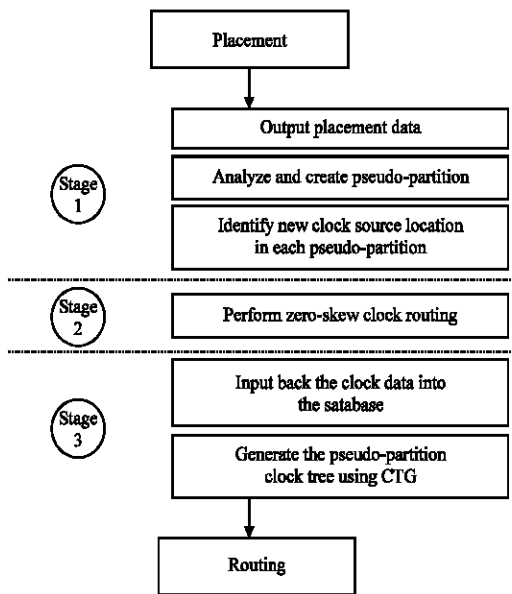 Placement
Output placement data
Stage
1
Analyze and create pseudo-partition
Identify new clock source location
in each pseudo-partition
Stage
2
Perform zero-skew clock routing
Stage
3
Input back the clock data into
the satabase
Generate the pseudo-partition
clock tree using CTG
Routing